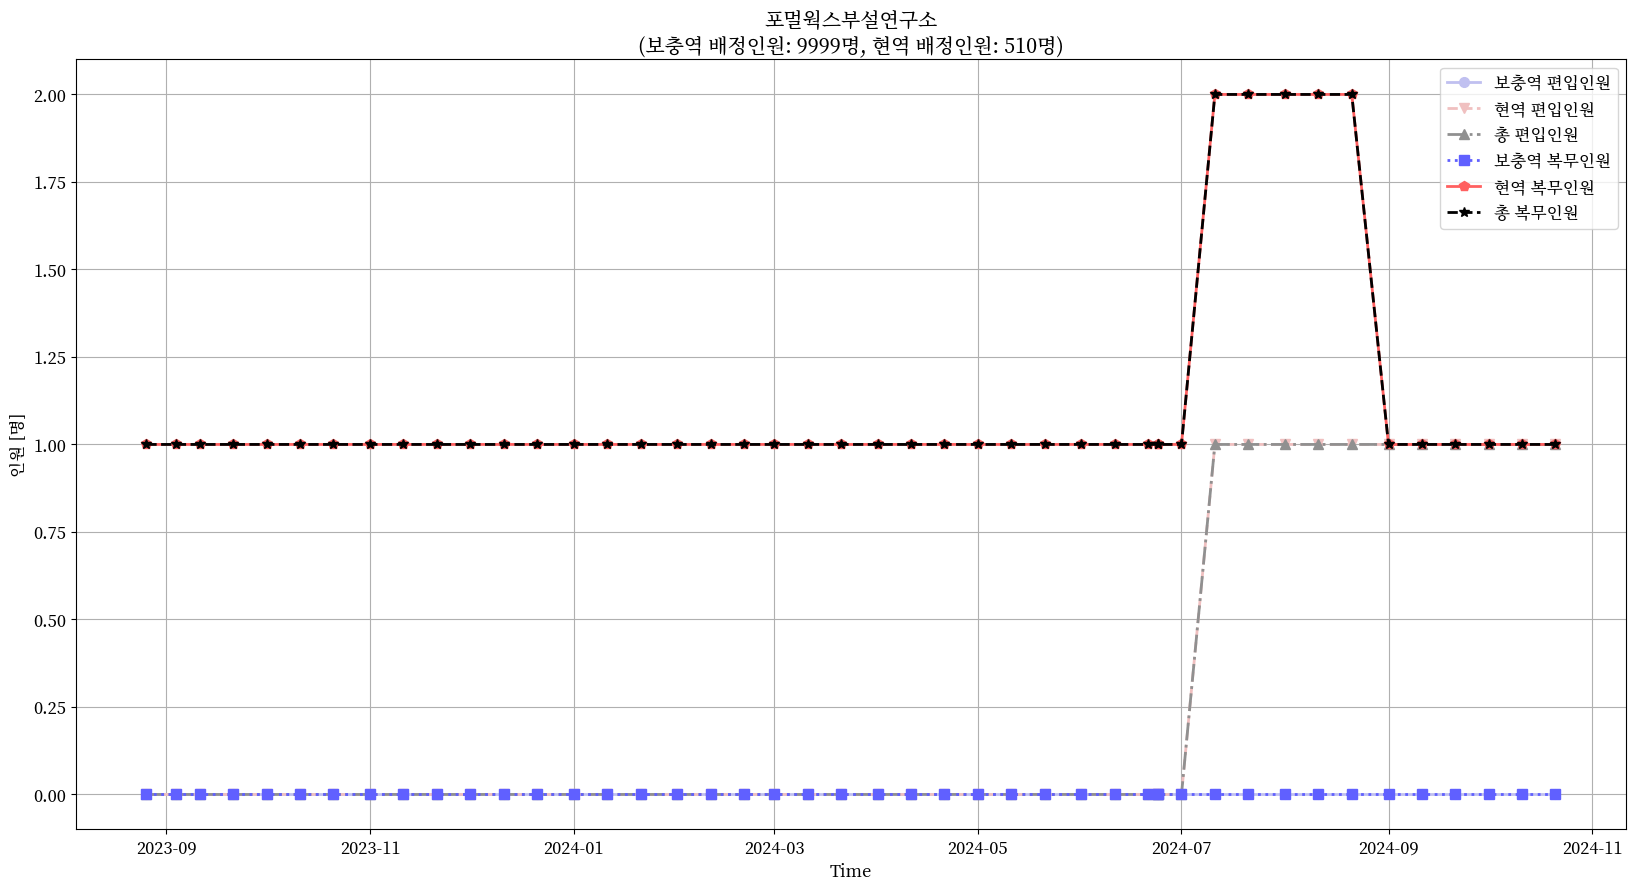 포멀웍스부설연구소
(보충역 배정인원: 9999명, 현역 배정인원: 510명)
보충역 편입인원
현역 편입인원
총 편입인원
보충역 복무인원
현역 복무인원
총 복무인원
인원 [명]
2.00
1.75
1.50
1.25
1.00
0.75
0.50
0.25
0.00
2023-09
2023-11
2024-01
2024-03
2024-05
2024-07
2024-09
2024-11
Time